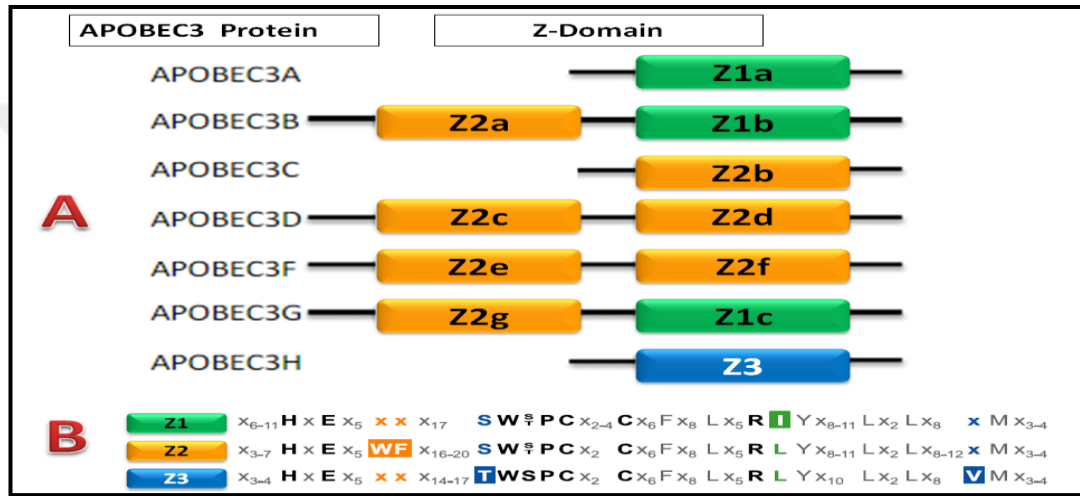 APOBEC3 Protein Z-Domain
APOBEC3A Z1a
APOBEC3B Z2a Z1b
APOBEC3C Z2b
A
APOBEC3D Z2c Z2d
APOBEC3F Z2e Z2f
APOBEC3G Z2g Z1c
APOBEC3H Z3
B
Z1 x₆₋₁₁ H x E x₅ x x x₁₇ S W S/T P C x₂₋₄ C x₆ F x₈ L x₅ R I Y x₈₋₁₁ L x₂ L x₈ x M x₃₋₄
Z2 x₃₋₇ H x E x₅ WF x₁₆₋₂₀ S W S/T P C x₂ C x₆ F x₈ L x₅ R L Y x₈₋₁₁ L x₂ L x₈₋₁₂ x M x₃₋₄
Z3 x₃₋₄ H x E x₅ x x x₁₄₋₁₇ T W S P C x₂ C x₆ F x₈ L x₅ R L Y x₁₀ L x₂ L x₈ V M x₃₋₄